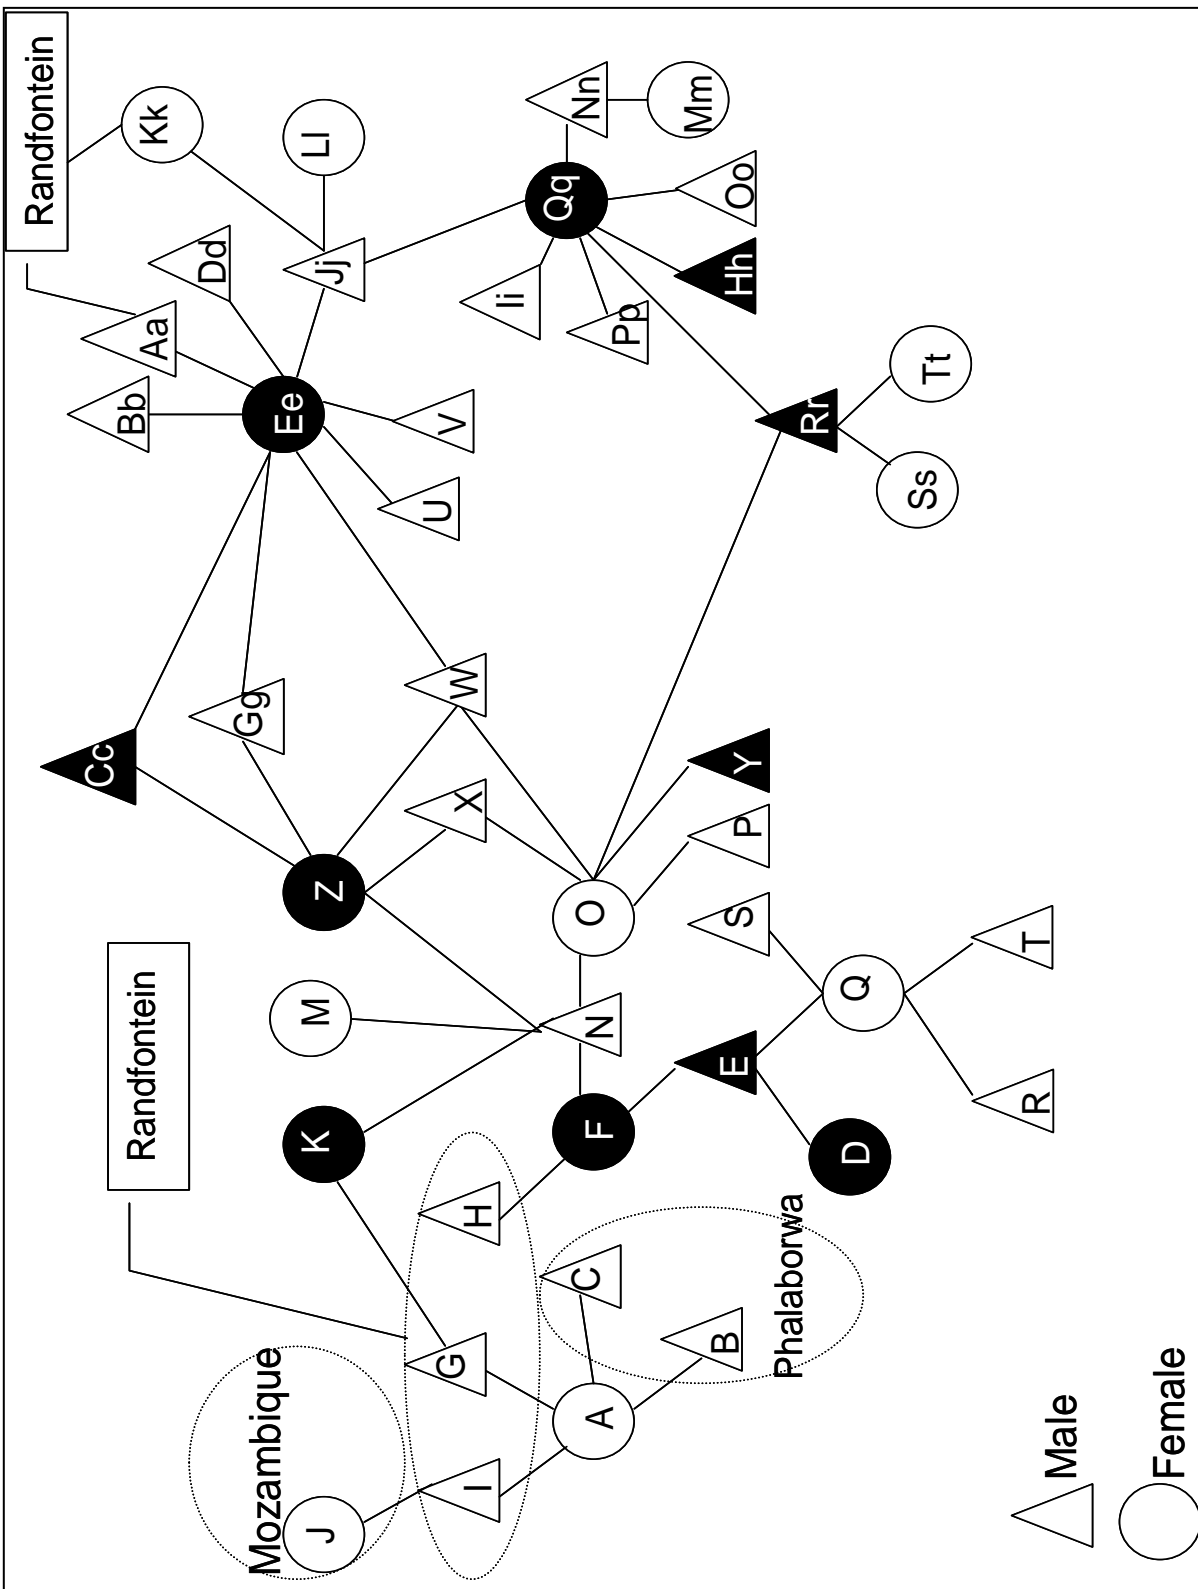 Randfontein
Cc
Bb
Aa
Kk
Randfontein
Dd
Gg
Mozambique
Ee
J
K
M
Z
Jj
Ll
I
G
H
X
W
U
V
Ii
A
C
F
N
O
Qq
Nn
Pp
Mm
B
E
S
P
Y
Hh
Oo
Phalaborwa
Rr
D
Q
Ss
Tt
R
T
Male
Female